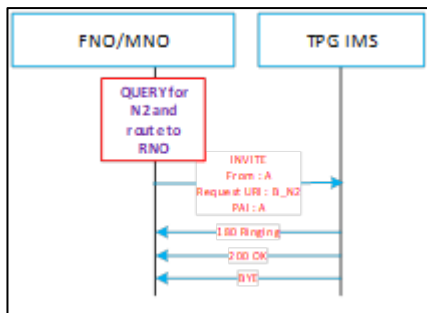 FNO/MNO
TPG IMS
QUERY for
N2 and
route to
RNO
INVITE
From : A
Request URI : B_N2
PAI : A
180 Ringing
200 OK
BYE